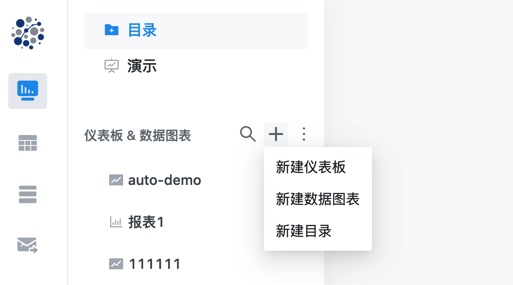 目录
演示
仪表板 & 数据图表
新建仪表板
auto-demo
新建数据图表
报表1
新建目录
111111